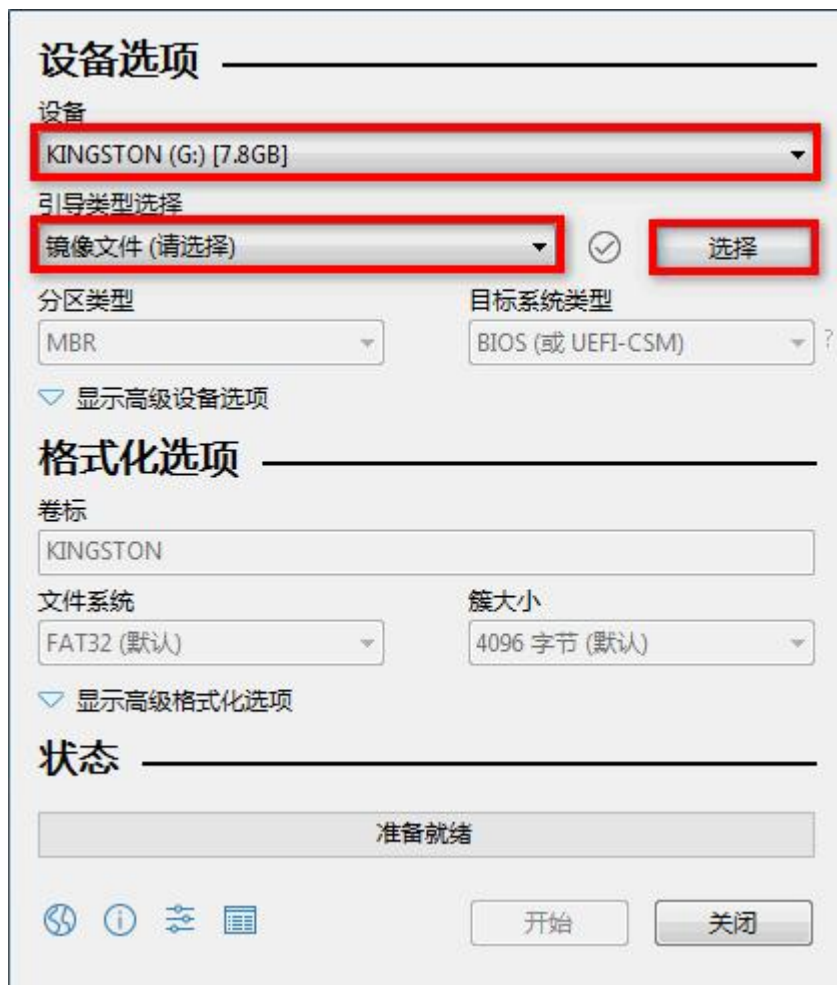 设备选项
设备
KINGSTON (G:) [7.8GB]
引导类型选择
镜像文件 (请选择) 选择
分区类型 目标系统类型
MBR BIOS (或 UEFI-CSM) ?
显示高级设备选项
格式化选项
卷标
KINGSTON
文件系统 簇大小
FAT32 (默认) 4096 字节 (默认)
显示高级格式化选项
状态
准备就绪
开始 关闭